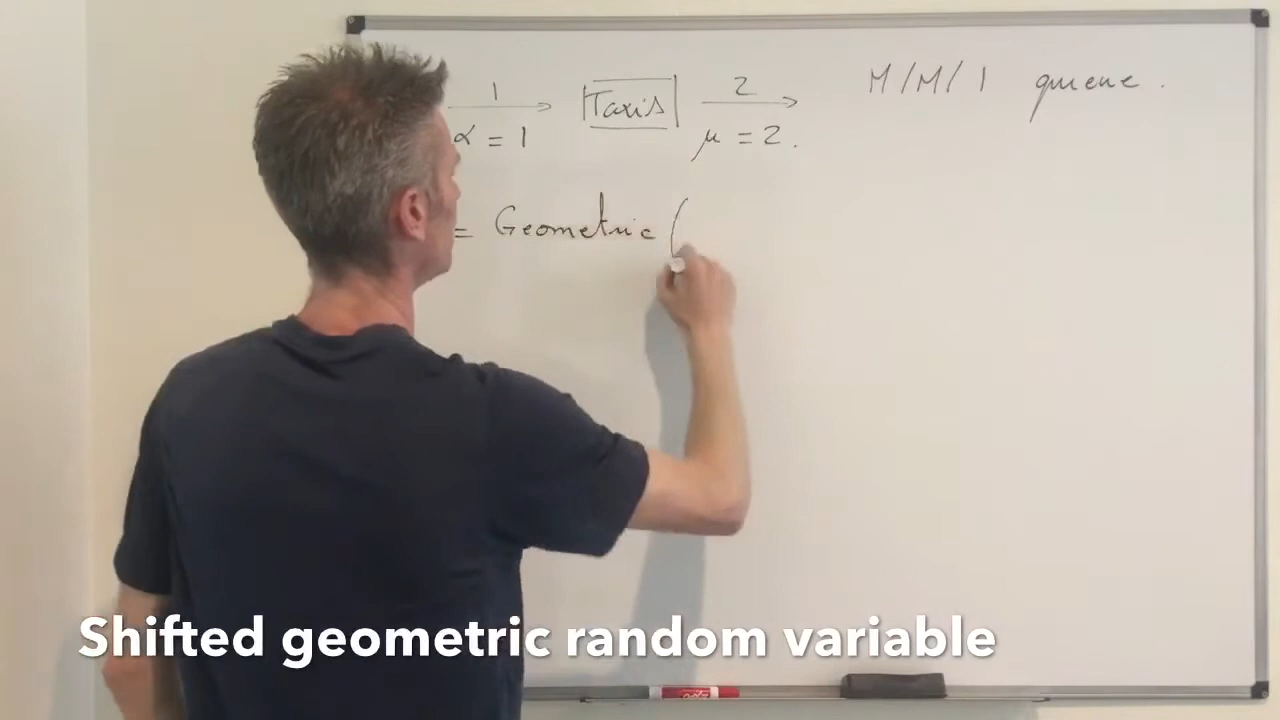 1 |Taxis| 2 M/M/1 queue.
α = 1 μ = 2.
= Geometric (
Shifted geometric random variable